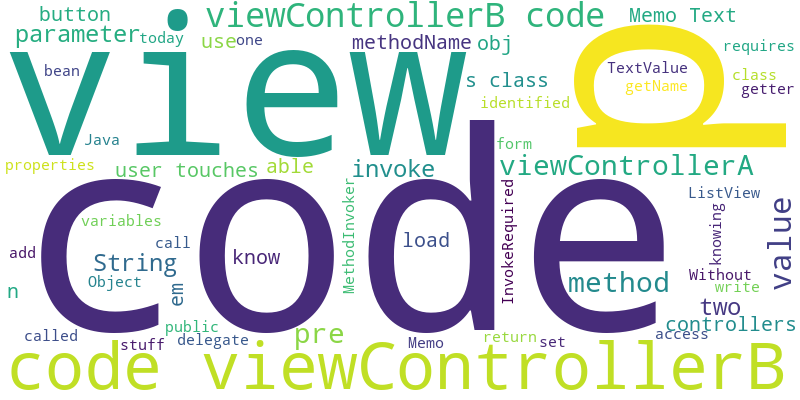 button
viewControllerB code
Memo Text
parameter
today
use
one
methodName
obj
requires
view
p
bean
s class
TextValue
class
getName
getter
identified
Java
form
properties
user touches
able
invoke
viewControllerA
code
MethodInvoker
InvokeRequired
ListView
variables
knowing
value
add
call
know
load
String
Object
em
method
Without
write
n
two
public
pre
controllers
called
stuff
delegate
Memo
return
set
access
code viewControllerB